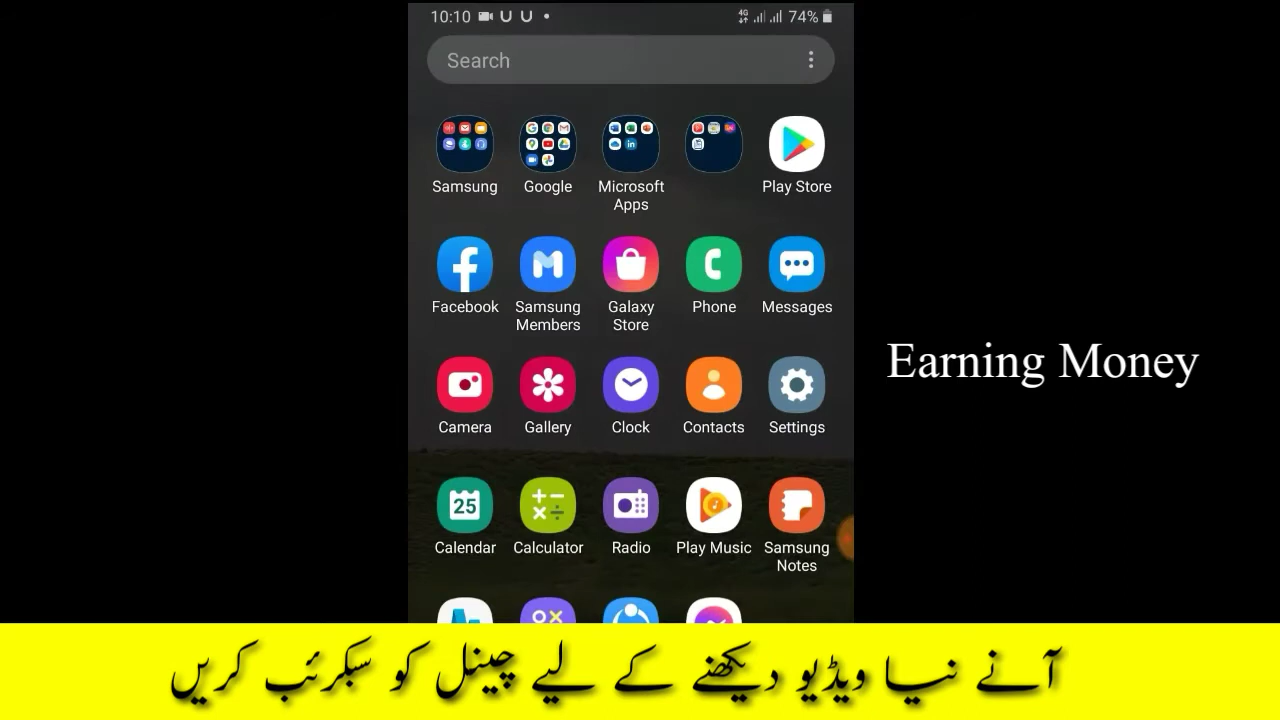 10:10
4G 74%
Search
Samsung Google Microsoft Apps Play Store
Facebook Samsung Members Galaxy Store Phone Messages
Camera Gallery Clock Contacts Settings
Earning Money
25
Calendar Calculator Radio Play Music Samsung Notes
آنے نیا ویڈیو دیکھنے کے لیے چینل کو سبکرئب کریں